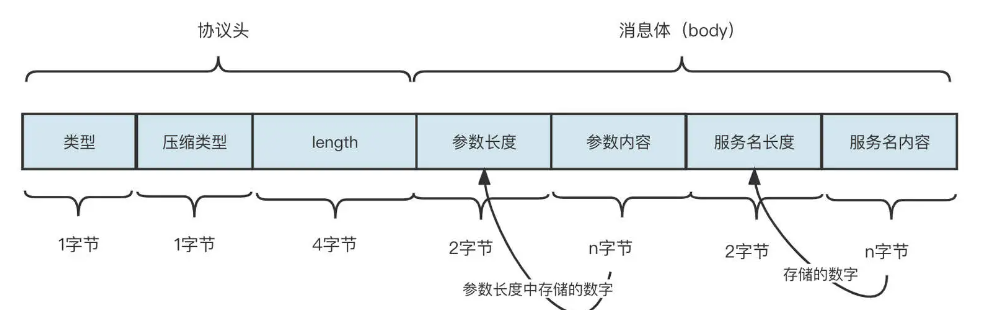 协议头 消息体（body）
类型 压缩类型 length 参数长度 参数内容 服务名长度 服务名内容
1字节 1字节 4字节 2字节 n字节 2字节 n字节
参数长度中存储的数字 存储的数字